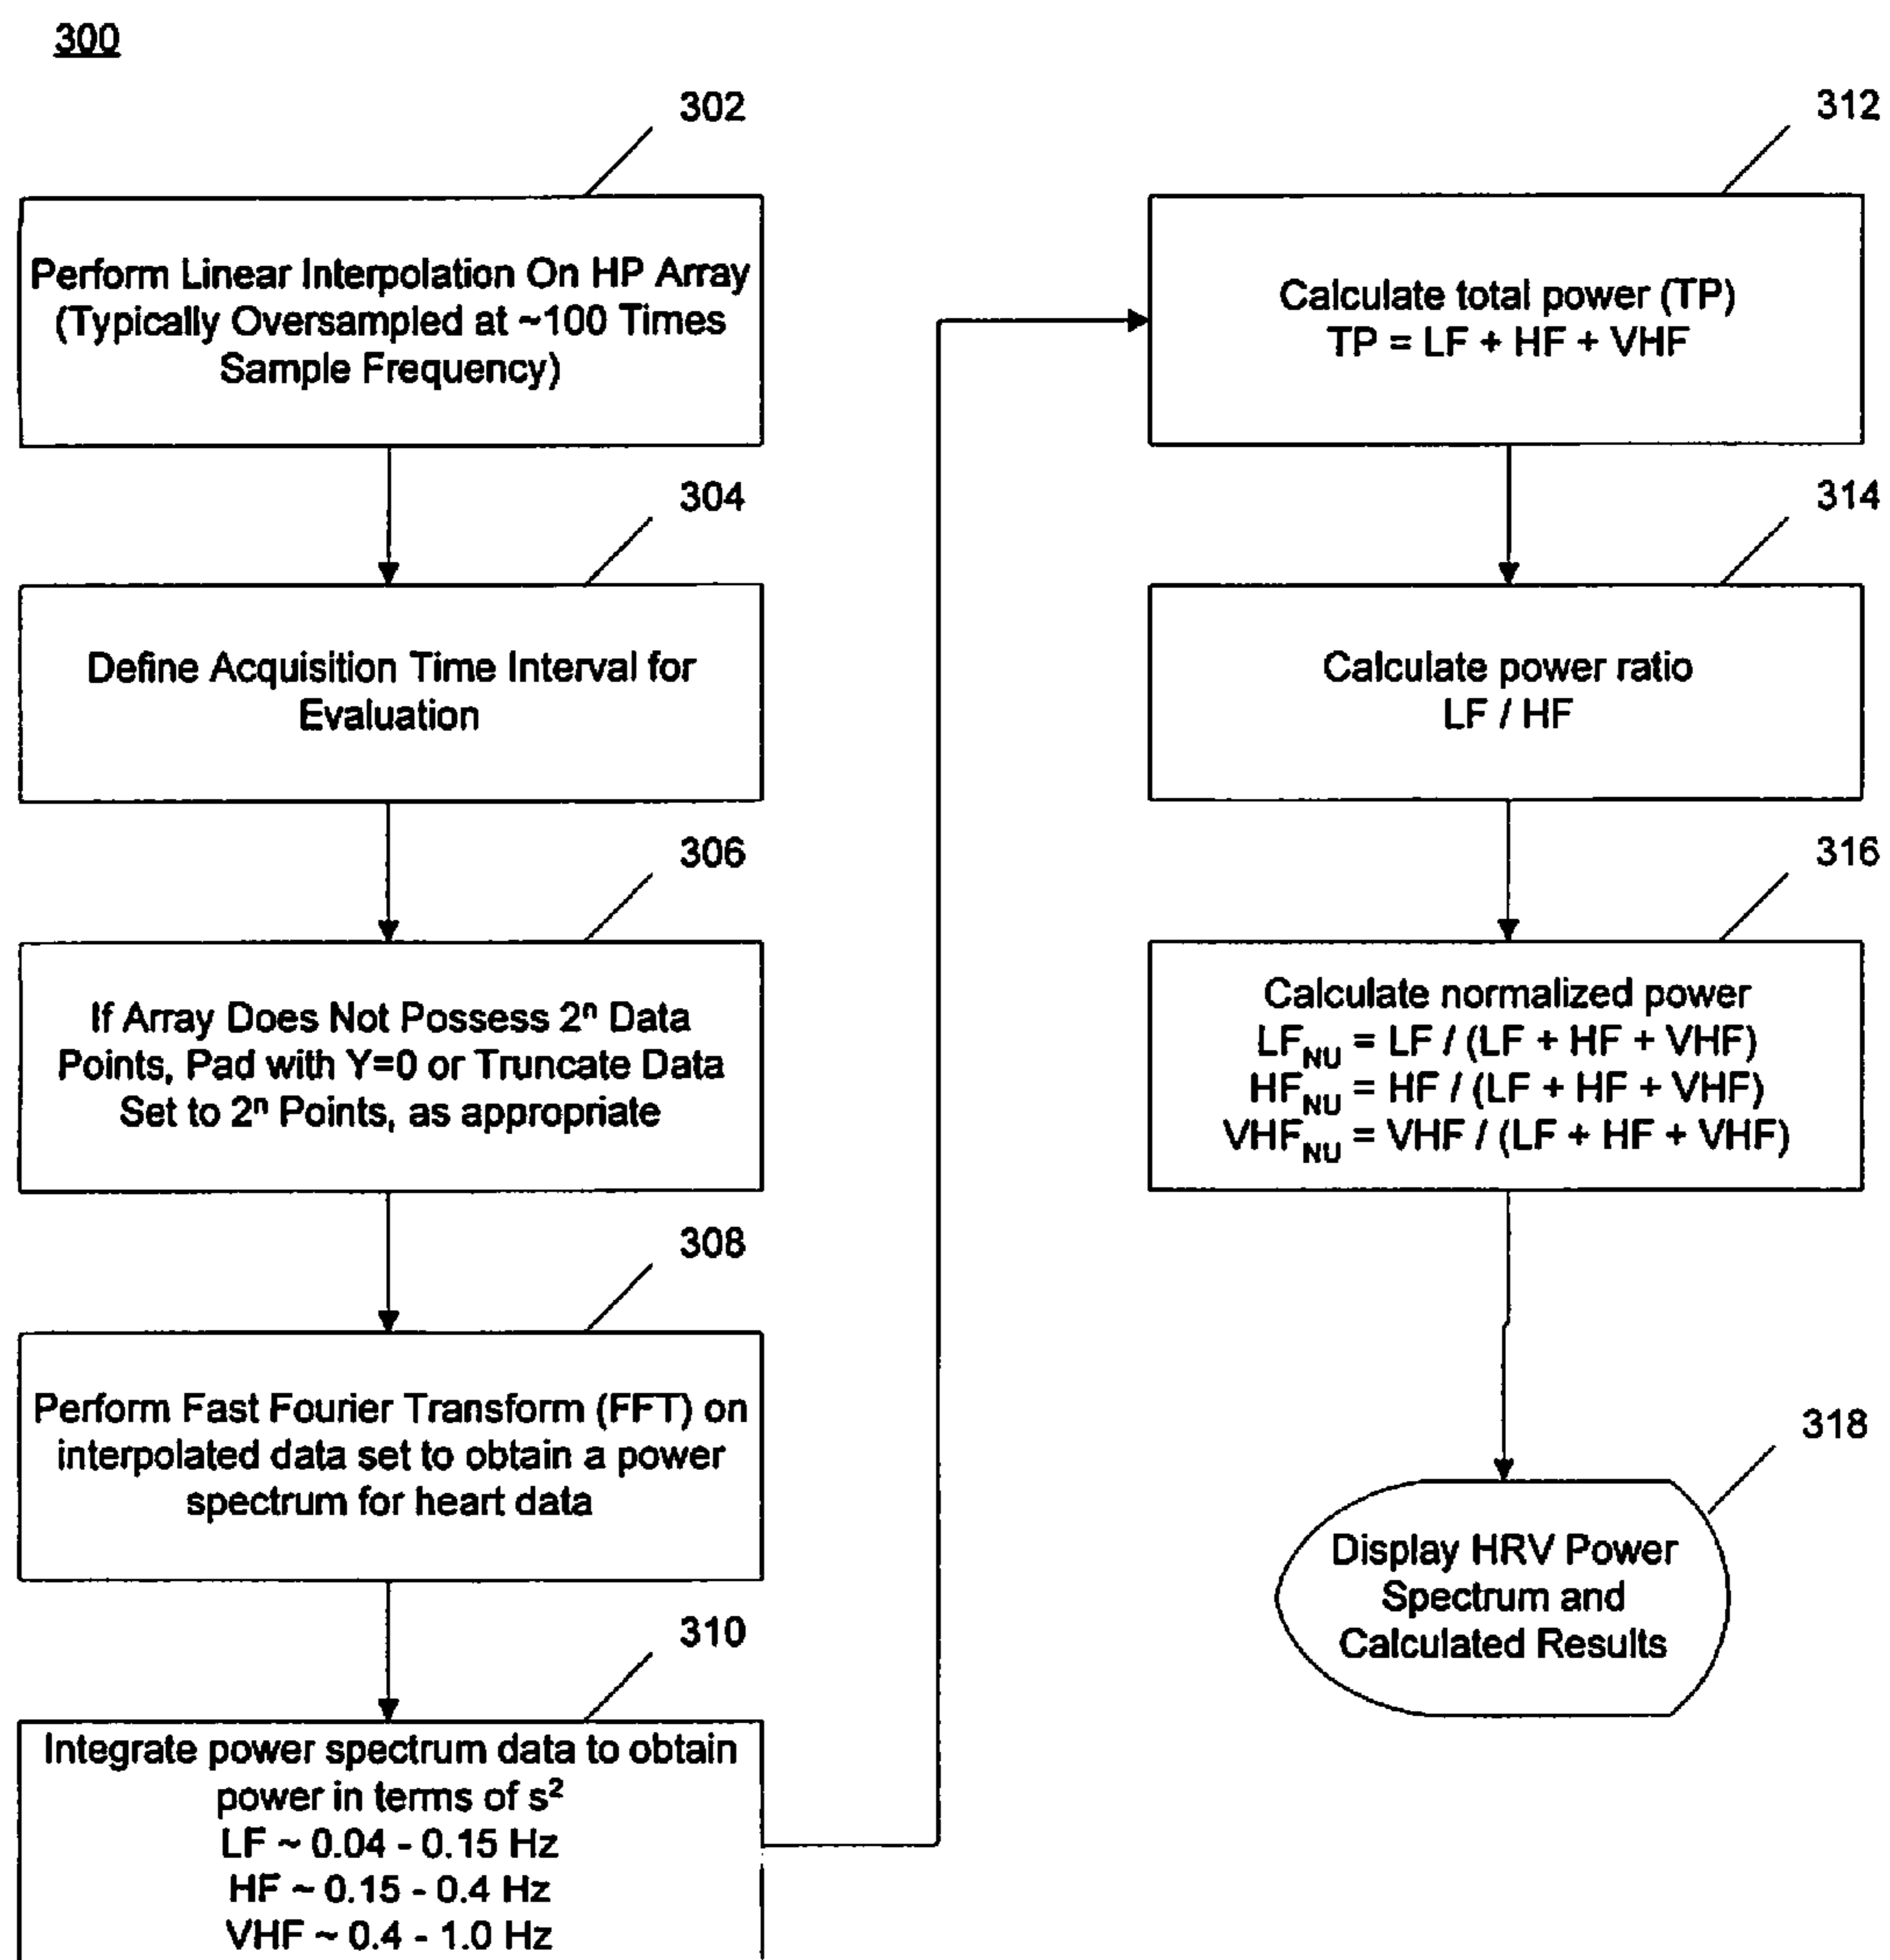 300
302
Perform Linear Interpolation On HP Array
(Typically Oversampled at ~100 Times
Sample Frequency)
304
Define Acquisition Time Interval for
Evaluation
306
If Array Does Not Possess 2ⁿ Data
Points, Pad with Y=0 or Truncate Data
Set to 2ⁿ Points, as appropriate
308
Perform Fast Fourier Transform (FFT) on
interpolated data set to obtain a power
spectrum for heart data
310
Integrate power spectrum data to obtain
power in terms of s²
LF ~ 0.04 - 0.15 Hz
HF ~ 0.15 - 0.4 Hz
VHF ~ 0.4 - 1.0 Hz
312
Calculate total power (TP)
TP = LF + HF + VHF
314
Calculate power ratio
LF / HF
316
Calculate normalized power
LF_NU = LF / (LF + HF + VHF)
HF_NU = HF / (LF + HF + VHF)
VHF_NU = VHF / (LF + HF + VHF)
318
Display HRV Power
Spectrum and
Calculated Results